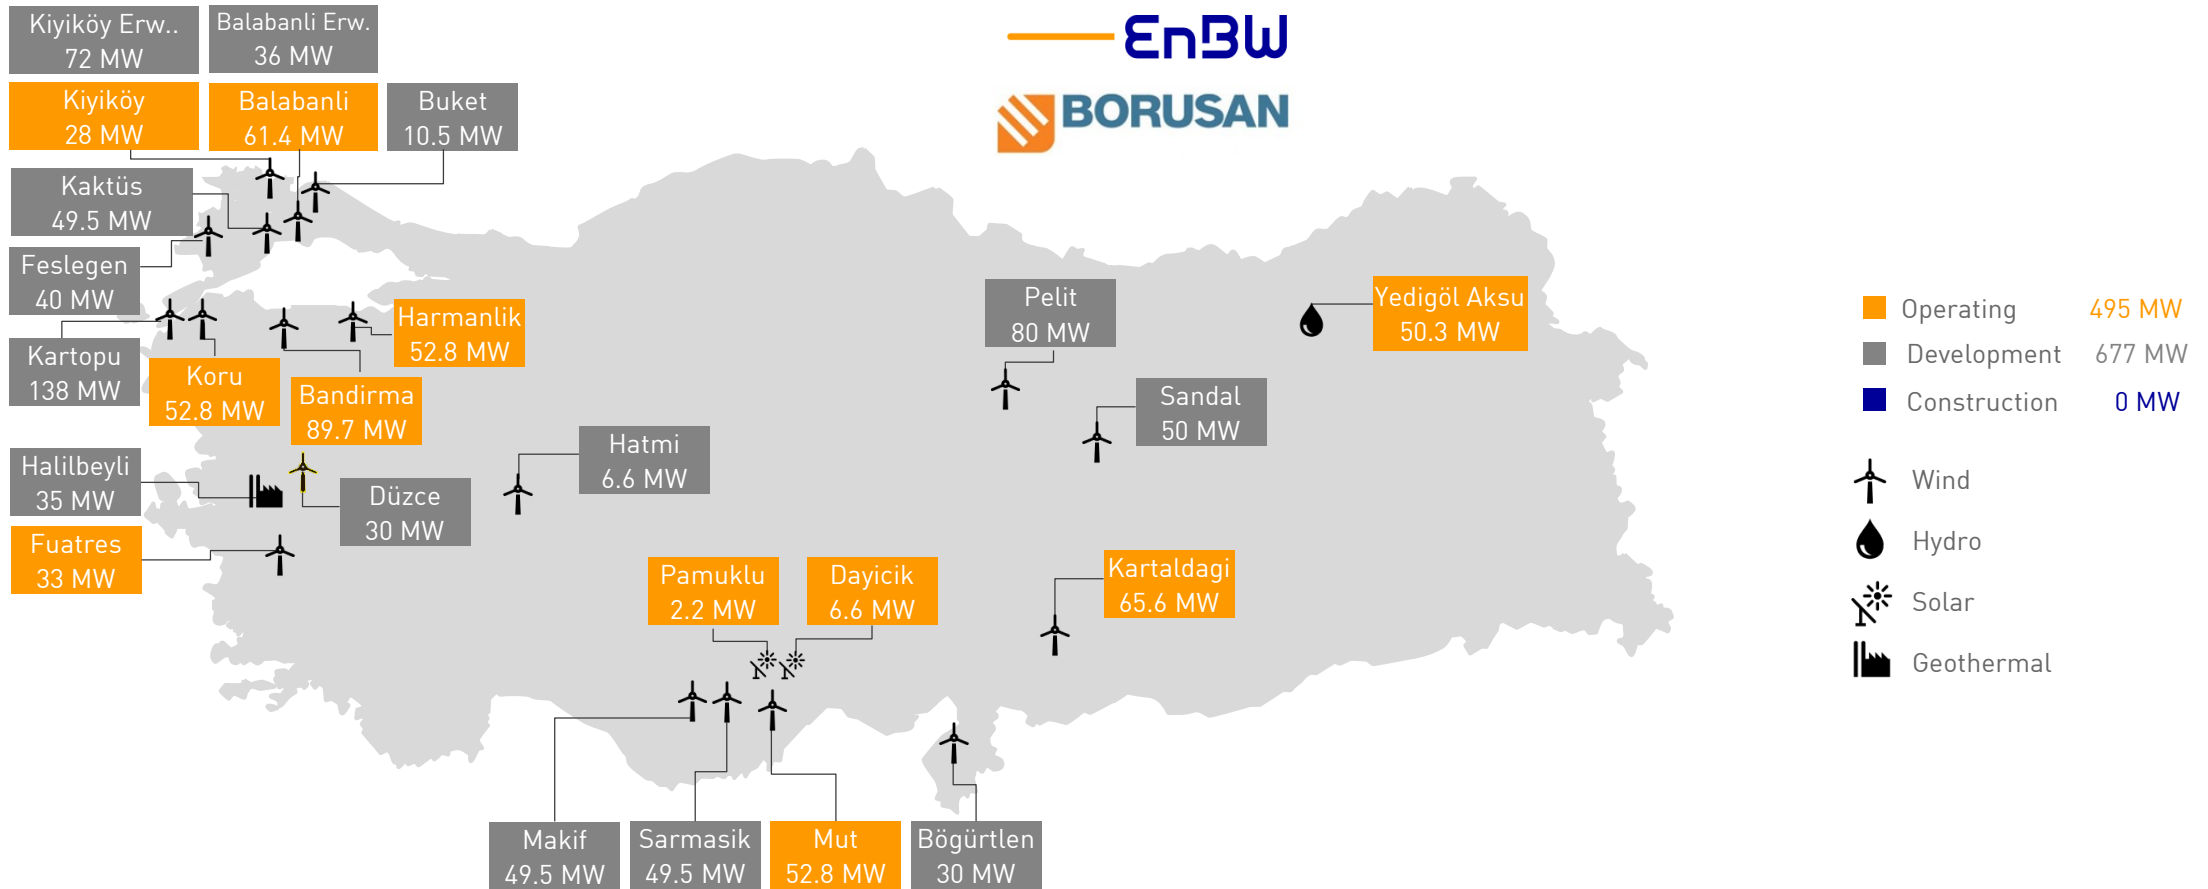 Kiyiköy Erw..
72 MW
Balabanli Erw.
36 MW
EnBW
BORUSAN
Kiyiköy
28 MW
Balabanli
61.4 MW
Buket
10.5 MW
Kaktüs
49.5 MW
Feslegen
40 MW
Kartopu
138 MW
Koru
52.8 MW
Bandirma
89.7 MW
Harmanlik
52.8 MW
Pelit
80 MW
Yedigöl Aksu
50.3 MW
Sandal
50 MW
Hatmi
6.6 MW
Halilbeyli
35 MW
Düzce
30 MW
Fuatres
33 MW
Pamuklu
2.2 MW
Dayicik
6.6 MW
Kartaldagi
65.6 MW
Makif
49.5 MW
Sarmasik
49.5 MW
Mut
52.8 MW
Bögürtlen
30 MW
Operating 495 MW
Development 677 MW
Construction 0 MW
Wind
Hydro
Solar
Geothermal